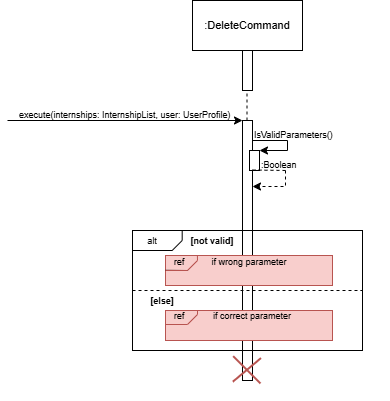 :DeleteCommand
execute(internships: InternshipList, user: UserProfile)
IsValidParameters()
:Boolean
alt [not valid]
ref if wrong parameter
[else]
ref if correct parameter